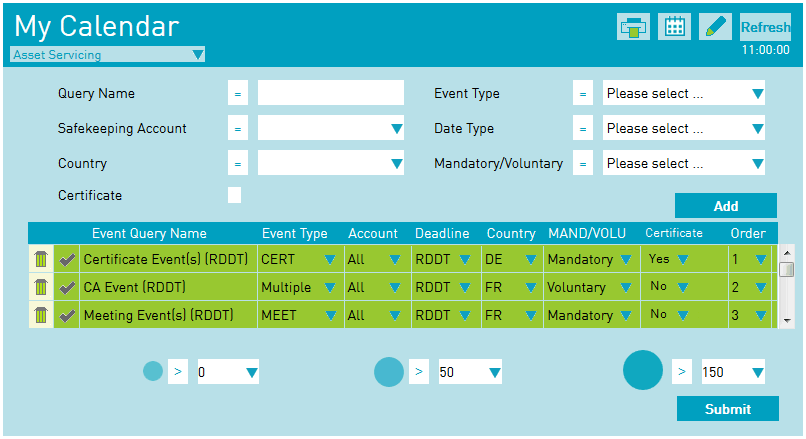 My Calendar
Refresh
Asset Servicing
11:00:00
Query Name = Event Type = Please select ...
Safekeeping Account = Date Type = Please select ...
Country = Mandatory/Voluntary = Please select ...
Certificate
Add
Event Query Name Event Type Account Deadline Country MAND/VOLU Certificate Order
Certificate Event(s) (RDDT) CERT All RDDT DE Mandatory Yes 1
CA Event (RDDT) Multiple All RDDT FR Voluntary No 2
Meeting Event(s) (RDDT) MEET All RDDT FR Mandatory No 3
> 0 > 50 > 150
Submit